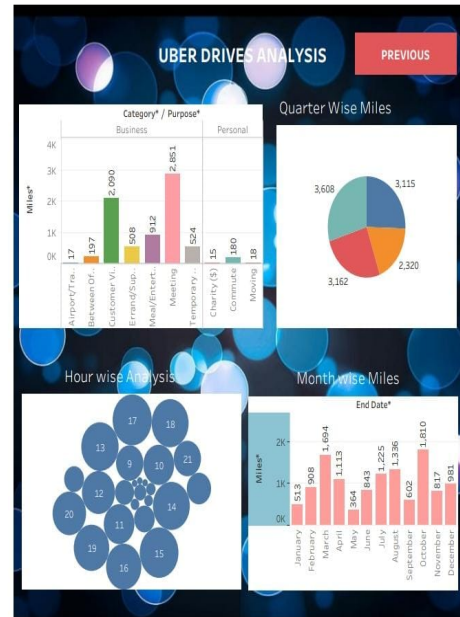 UBER DRIVES ANALYSIS
PREVIOUS
Category* / Purpose*
Business
Personal
Miles*
4K
3K
2K
1K
0K
17
197
2,090
508
912
2,851
524
15
180
18
Airport/Tra..
Between Of..
Customer Vi..
Errand/Sup..
Meal/Entert..
Meeting
Temporary ..
Charity ($)
Commute
Moving
Quarter Wise Miles
3,608
3,115
3,162
2,320
Hour wise Analysis
17
18
13
9
10
21
12
14
20
11
19
15
16
Month wise Miles
End Date*
Miles*
2K
1K
0K
513
908
1,694
1,113
364
843
1,225
1,336
602
1,810
817
981
January
February
March
April
May
June
July
August
September
October
November
December